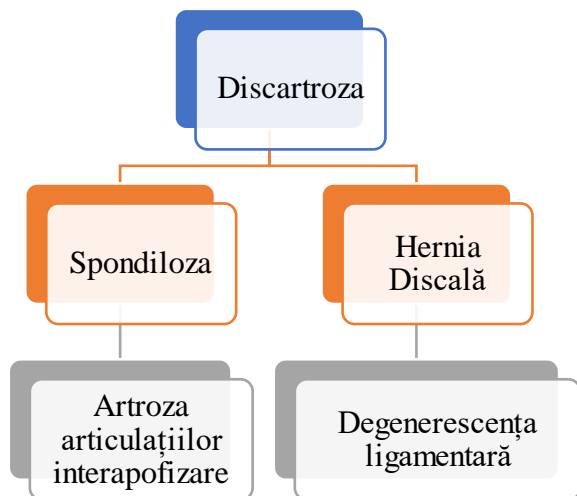 Discartroza
Spondiloza
Hernia
Discală
Artroza
articulațiilor
interapofizare
Degenerescența
ligamentară